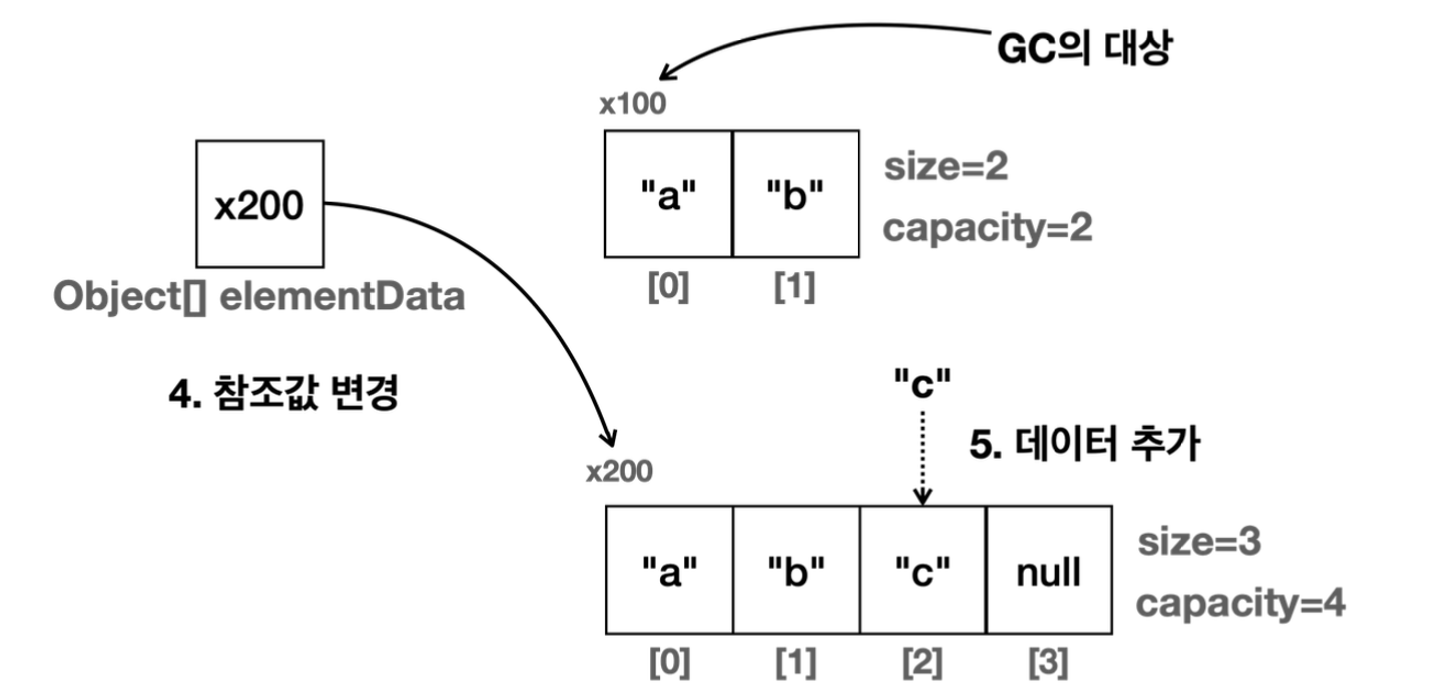 GC의 대상
x100
"a" "b"
size=2
capacity=2
[0] [1]
x200
Object[] elementData
4. 참조값 변경
"c"
5. 데이터 추가
x200
"a" "b" "c" null
size=3
capacity=4
[0] [1] [2] [3]